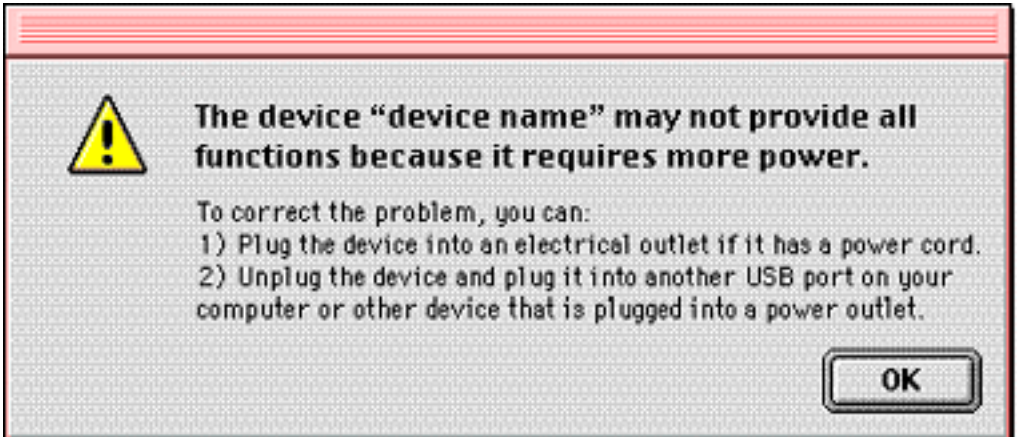 The device “device name” may not provide all
functions because it requires more power.
To correct the problem, you can:
1) Plug the device into an electrical outlet if it has a power cord.
2) Unplug the device and plug it into another USB port on your
computer or other device that is plugged into a power outlet.
OK